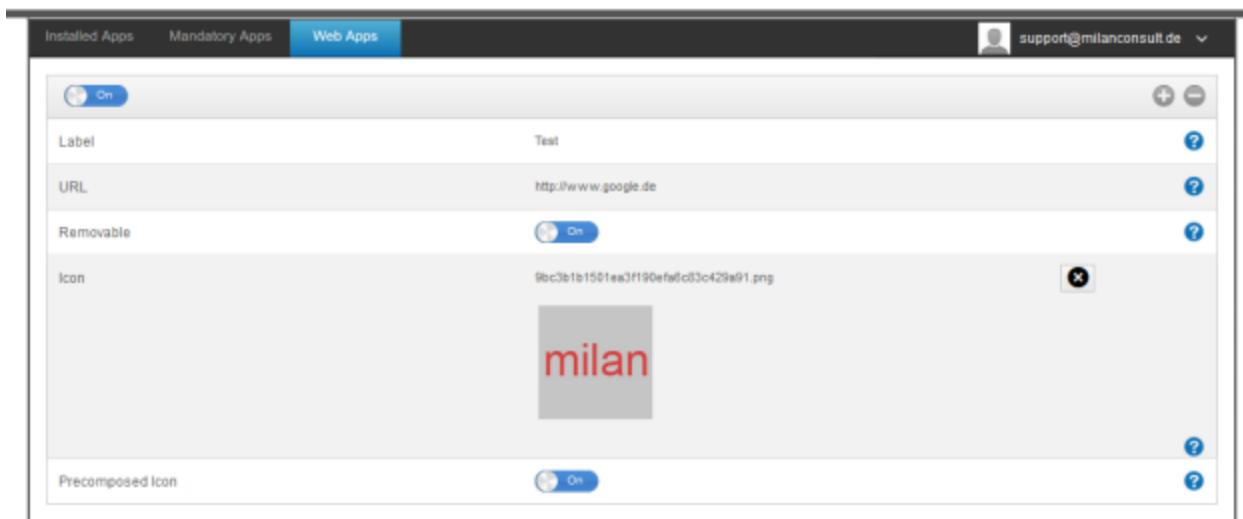 Installed Apps Mandatory Apps Web Apps support@milanconsult.de
On
Label Test
URL http://www.google.de
Removable On
Icon 9bc3b1b1501ea3f190efa6c83c429a91.png
milan
Precomposed Icon On